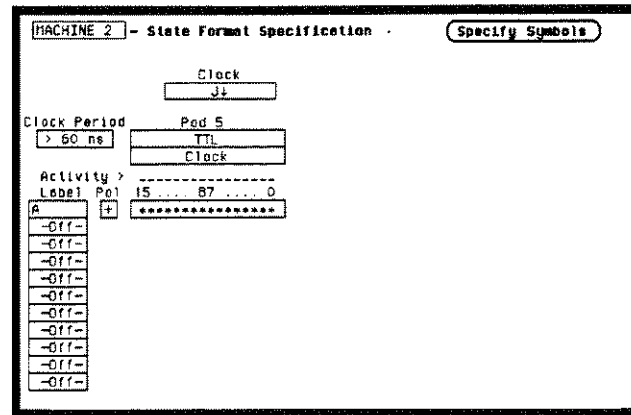 MACHINE 2 - State Format Specification Specify Symbols
Clock
J↓
Clock Period Pod 5
> 60 ns TTL
Clock
Activity > ----------------
Label Pol 15 .... 87 .... 0
A + ****************
-Off-
-Off-
-Off-
-Off-
-Off-
-Off-
-Off-
-Off-
-Off-
-Off-